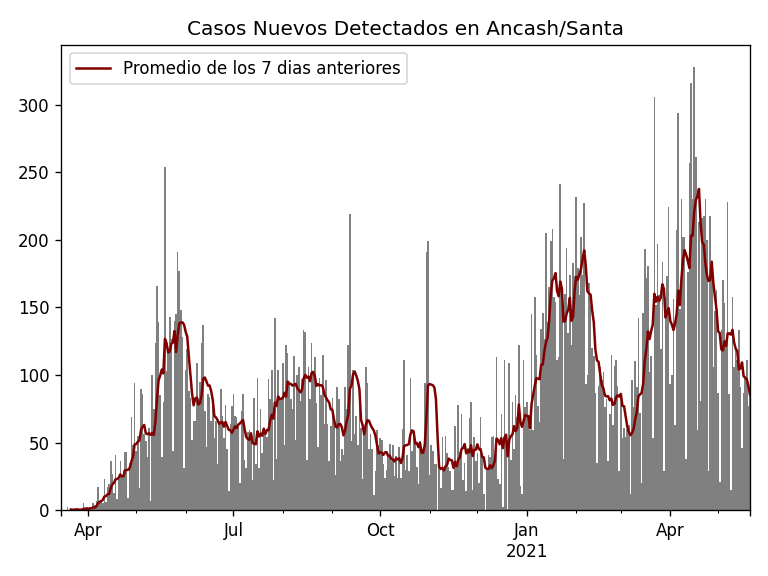 Casos Nuevos Detectados en Ancash/Santa
Promedio de los 7 dias anteriores
300
250
200
150
100
50
0
Apr
Jul
Oct
Jan
2021
Apr